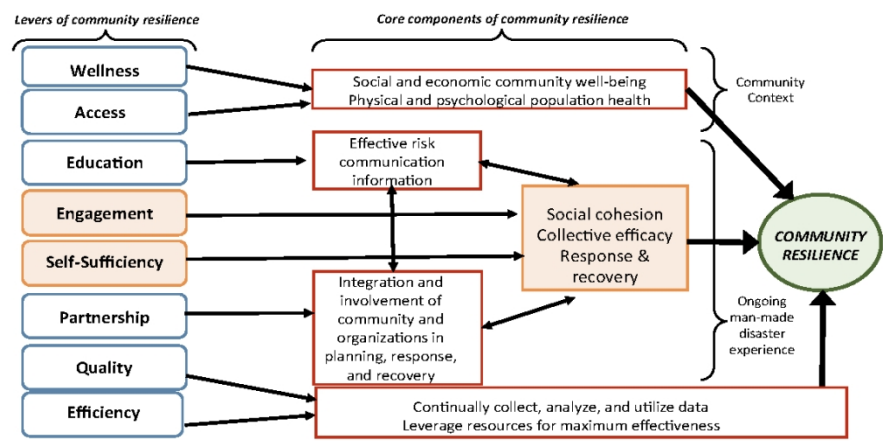 Levers of community resilience
Core components of community resilience
Wellness
Access
Education
Engagement
Self-Sufficiency
Partnership
Quality
Efficiency
Social and economic community well-being
Physical and psychological population health
Effective risk
communication
information
Integration and
involvement of
community and
organizations in
planning, response,
and recovery
Continually collect, analyze, and utilize data
Leverage resources for maximum effectiveness
Social cohesion
Collective efficacy
Response &
recovery
Community
Context
Ongoing
man-made
disaster
experience
COMMUNITY
RESILIENCE